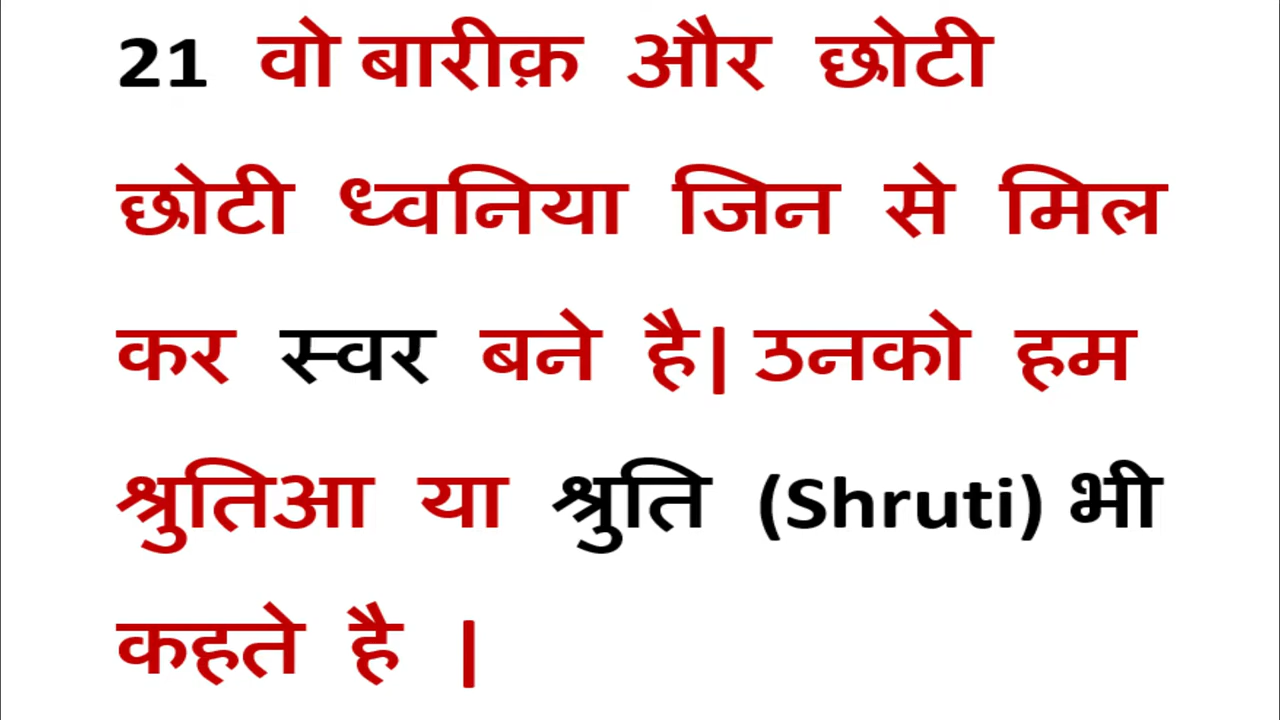 21 वो बारीक़ और छोटी
छोटी ध्वनिया जिन से मिल
कर स्वर बने है| उनको हम
श्रुतिआ या श्रुति (Shruti) भी
कहते है |